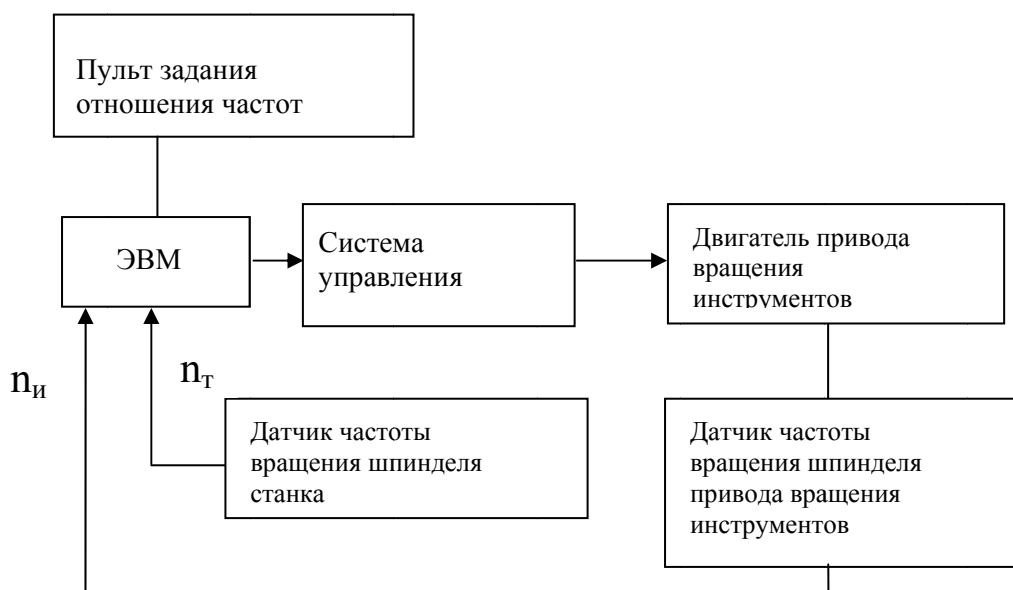 Пульт задания
отношения частот
ЭВМ
Система
управления
Двигатель привода
вращения
инструментов
nи
nт
Датчик частоты
вращения шпинделя
станка
Датчик частоты
вращения шпинделя
привода вращения
инструментов